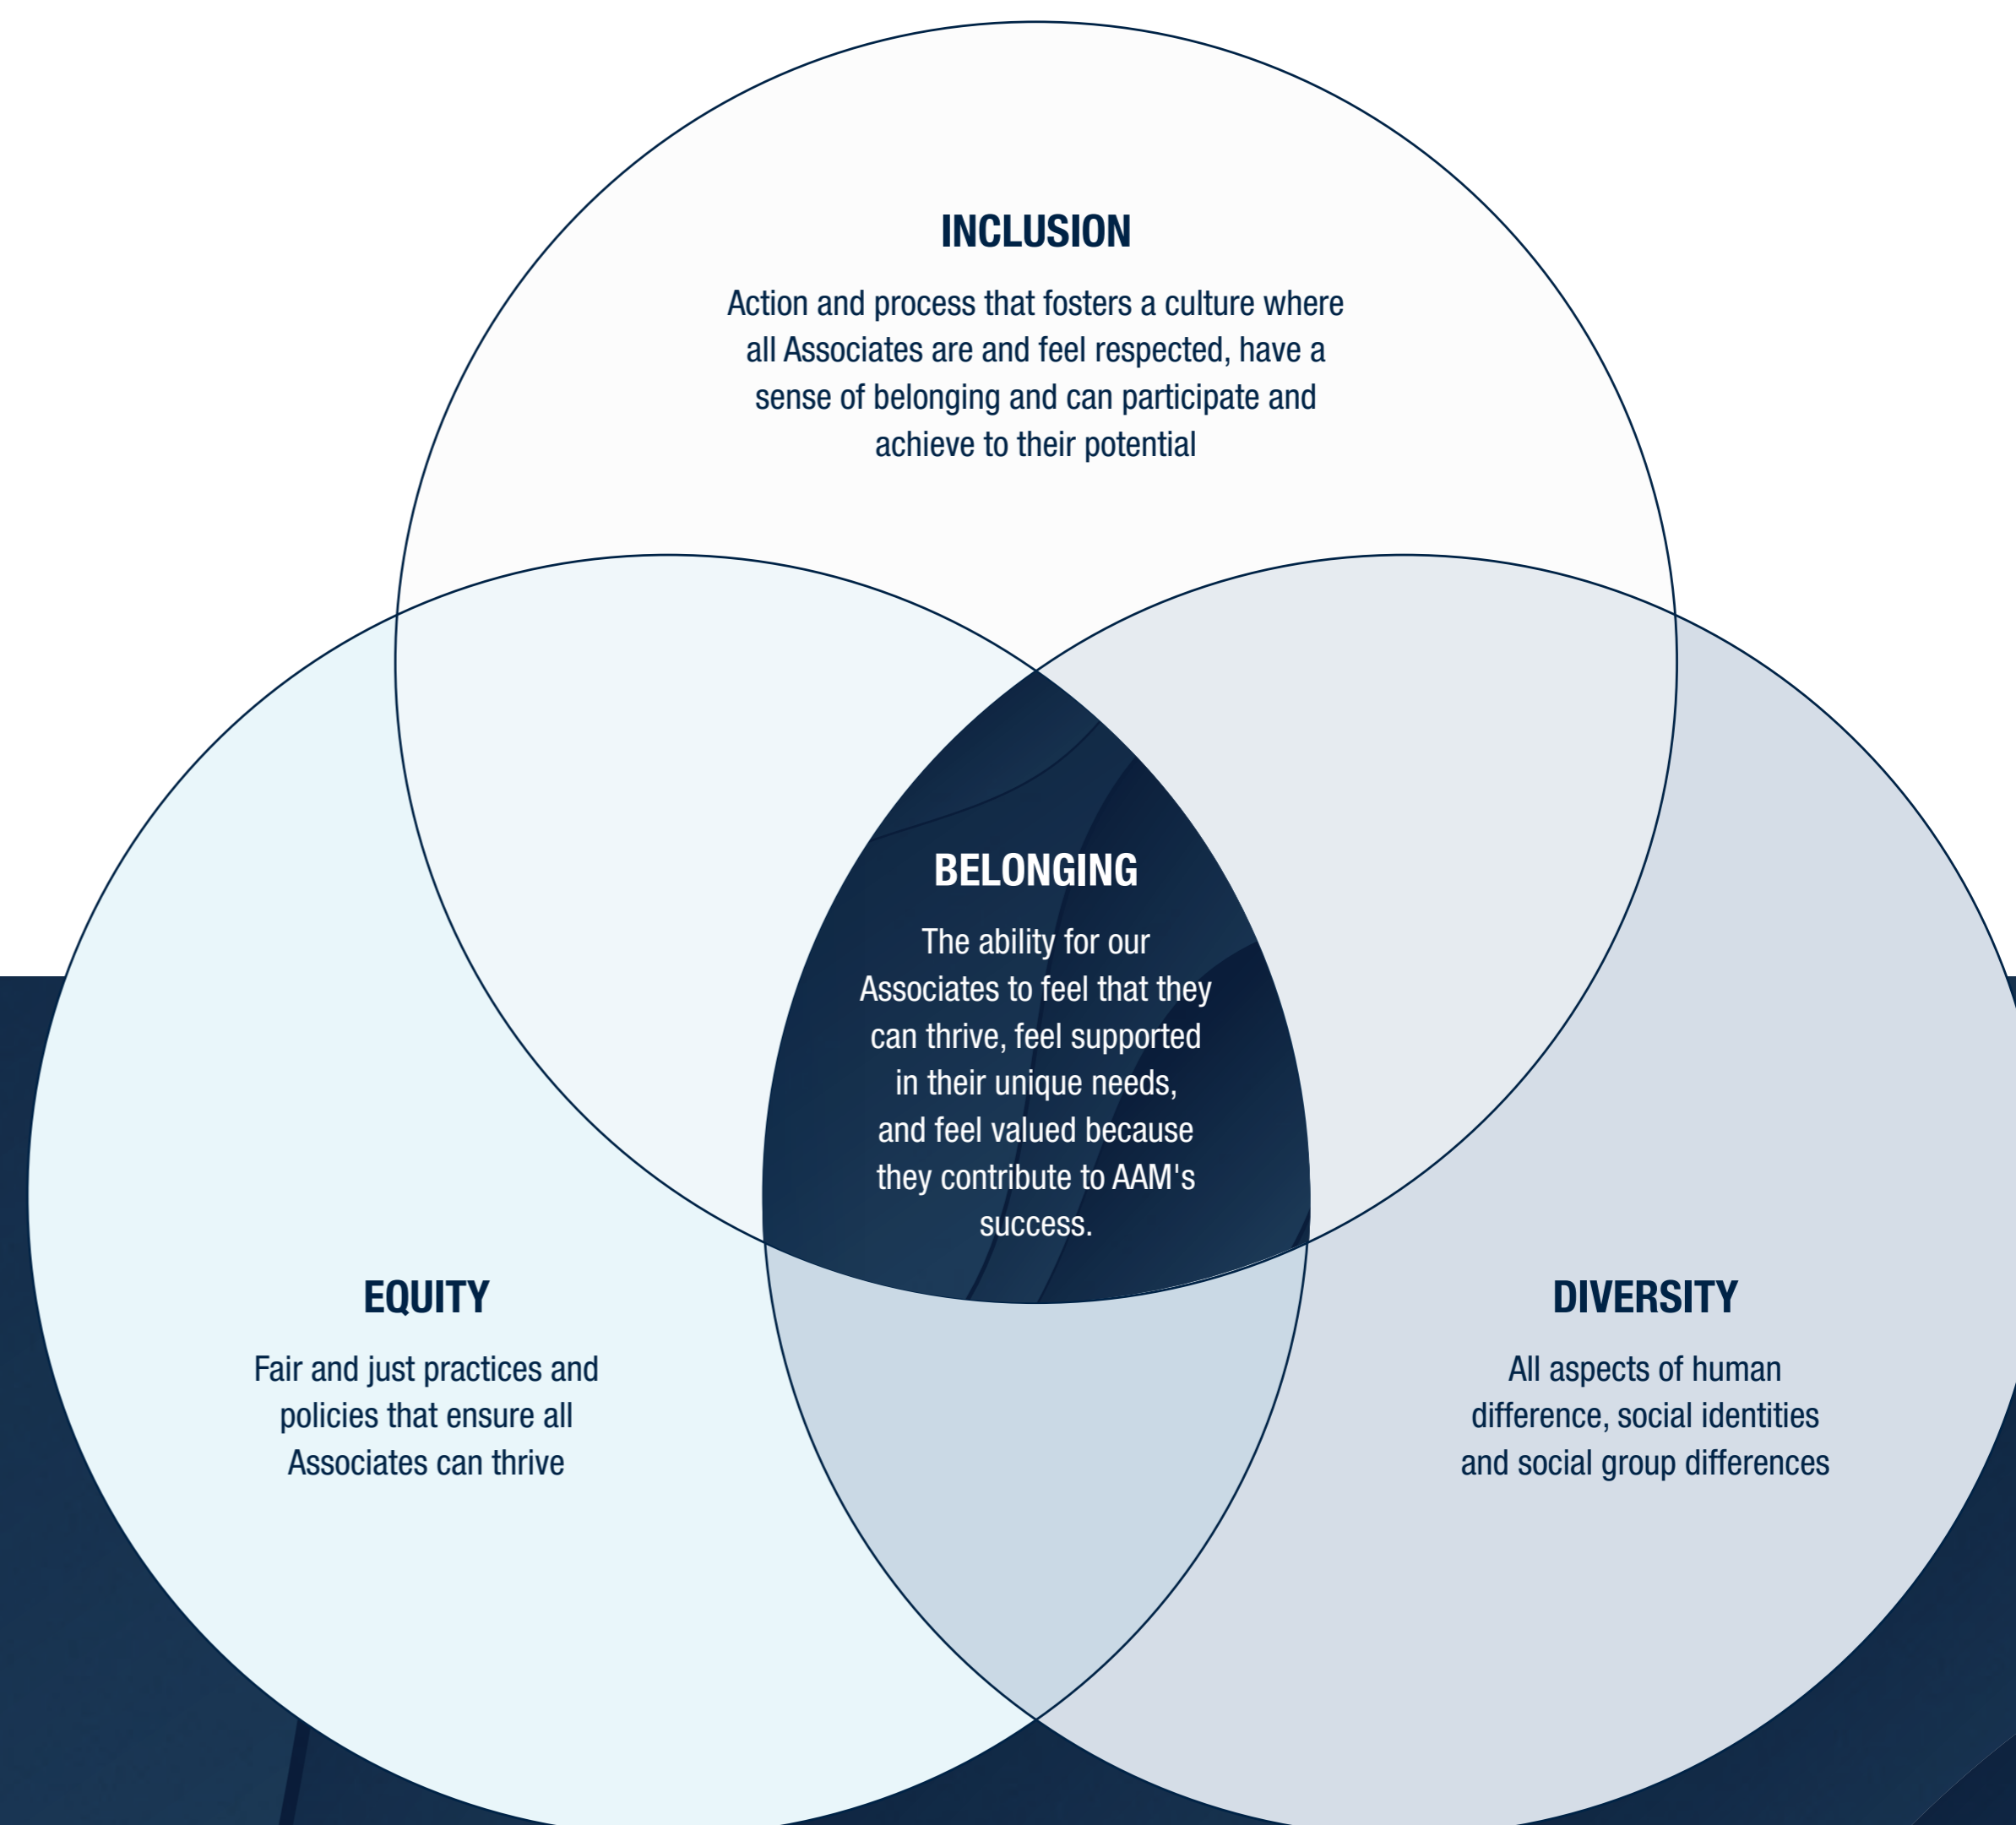 INCLUSION
Action and process that fosters a culture where
all Associates are and feel respected, have a
sense of belonging and can participate and
achieve to their potential
BELONGING
The ability for our
Associates to feel that they
can thrive, feel supported
in their unique needs,
and feel valued because
they contribute to AAM's
success.
EQUITY
Fair and just practices and
policies that ensure all
Associates can thrive
DIVERSITY
All aspects of human
difference, social identities
and social group differences